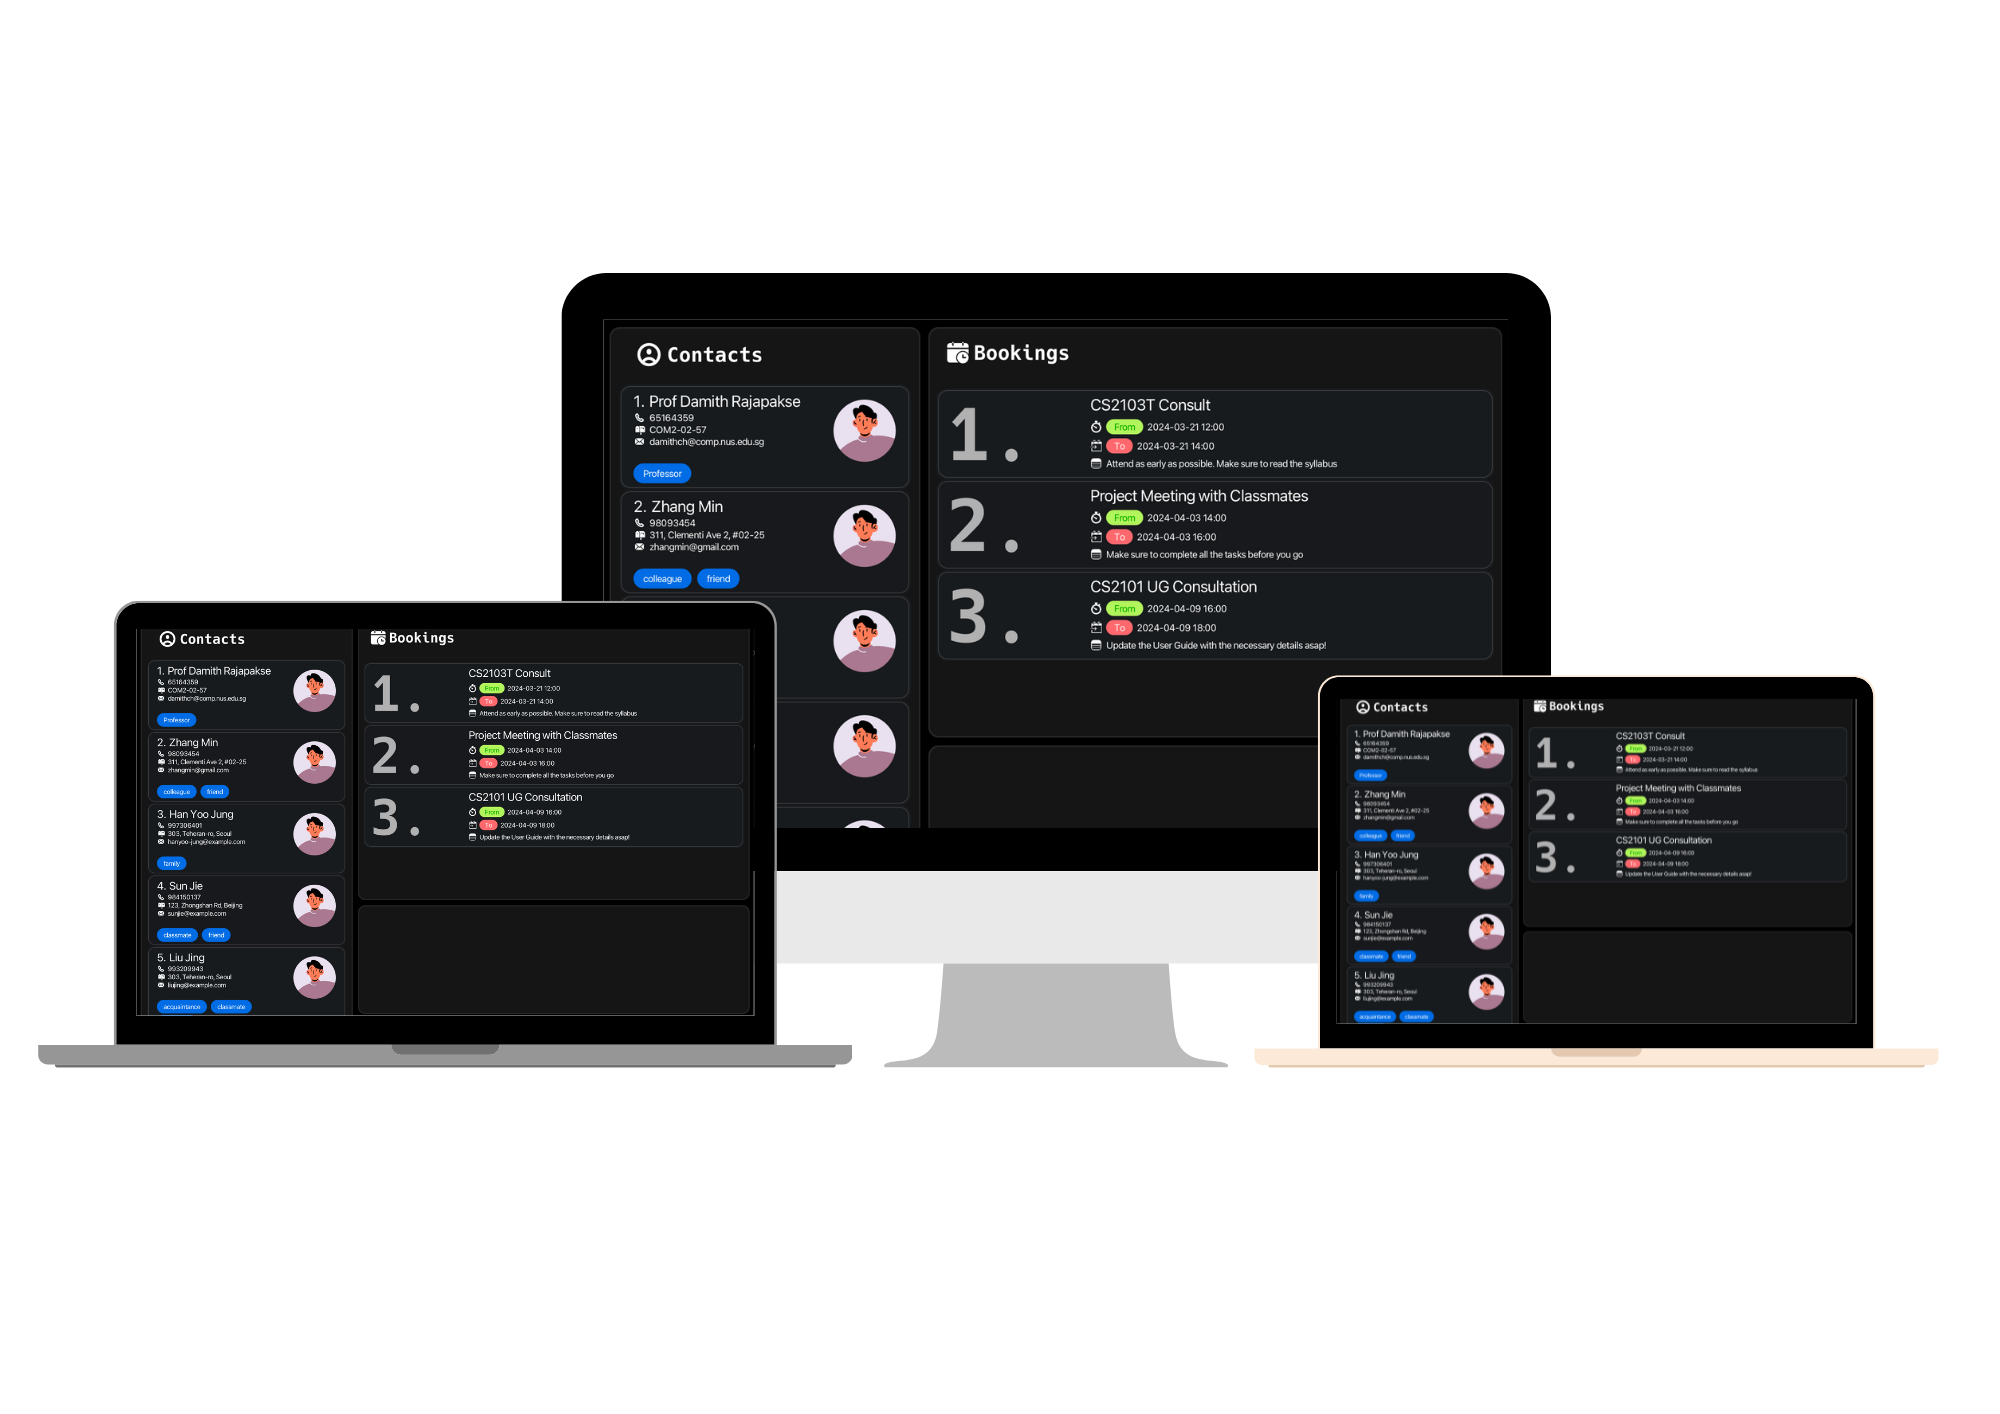 Contacts
1. Prof Damith Rajapakse
65164359
COM2-02-57
damithch@comp.nus.edu.sg
Professor
2. Zhang Min
98093454
311, Clementi Ave 2, #02-25
zhangmin@gmail.com
colleague friend
Bookings
1.
CS2103T Consult
From 2024-03-21 12:00
To 2024-03-21 14:00
Attend as early as possible. Make sure to read the syllabus
2.
Project Meeting with Classmates
From 2024-04-03 14:00
To 2024-04-03 16:00
Make sure to complete all the tasks before you go
3.
CS2101 UG Consultation
From 2024-04-09 16:00
To 2024-04-09 18:00
Update the User Guide with the necessary details asap!
Contacts
1. Prof Damith Rajapakse
65164359
COM2-02-57
damithch@comp.nus.edu.sg
Professor
2. Zhang Min
98093454
311, Clementi Ave 2, #02-25
zhangmin@gmail.com
colleague friend
3. Han Yoo Jung
997306401
303, Teheran-ro, Seoul
hanyoo-jung@example.com
family
4. Sun Jie
984150137
123, Zhongshan Rd, Beijing
sunjie@example.com
classmate friend
5. Liu Jing
993209943
303, Teheran-ro, Seoul
liujing@example.com
acquaintance classmate
Bookings
1.
CS2103T Consult
From 2024-03-21 12:00
To 2024-03-21 14:00
Attend as early as possible. Make sure to read the syllabus
2.
Project Meeting with Classmates
From 2024-04-03 14:00
To 2024-04-03 16:00
Make sure to complete all the tasks before you go
3.
CS2101 UG Consultation
From 2024-04-09 16:00
To 2024-04-09 18:00
Update the User Guide with the necessary details asap!
Contacts
1. Prof Damith Rajapakse
65164359
COM2-02-57
damithch@comp.nus.edu.sg
Professor
2. Zhang Min
98093454
311, Clementi Ave 2, #02-25
zhangmin@gmail.com
colleague friend
3. Han Yoo Jung
997306401
303, Teheran-ro, Seoul
hanyoo-jung@example.com
family
4. Sun Jie
984150137
123, Zhongshan Rd, Beijing
sunjie@example.com
classmate friend
5. Liu Jing
993209943
303, Teheran-ro, Seoul
liujing@example.com
acquaintance classmate
Bookings
1.
CS2103T Consult
From 2024-03-21 12:00
To 2024-03-21 14:00
Attend as early as possible. Make sure to read the syllabus
2.
Project Meeting with Classmates
From 2024-04-03 14:00
To 2024-04-03 16:00
Make sure to complete all the tasks before you go
3.
CS2101 UG Consultation
From 2024-04-09 16:00
To 2024-04-09 18:00
Update the User Guide with the necessary details asap!